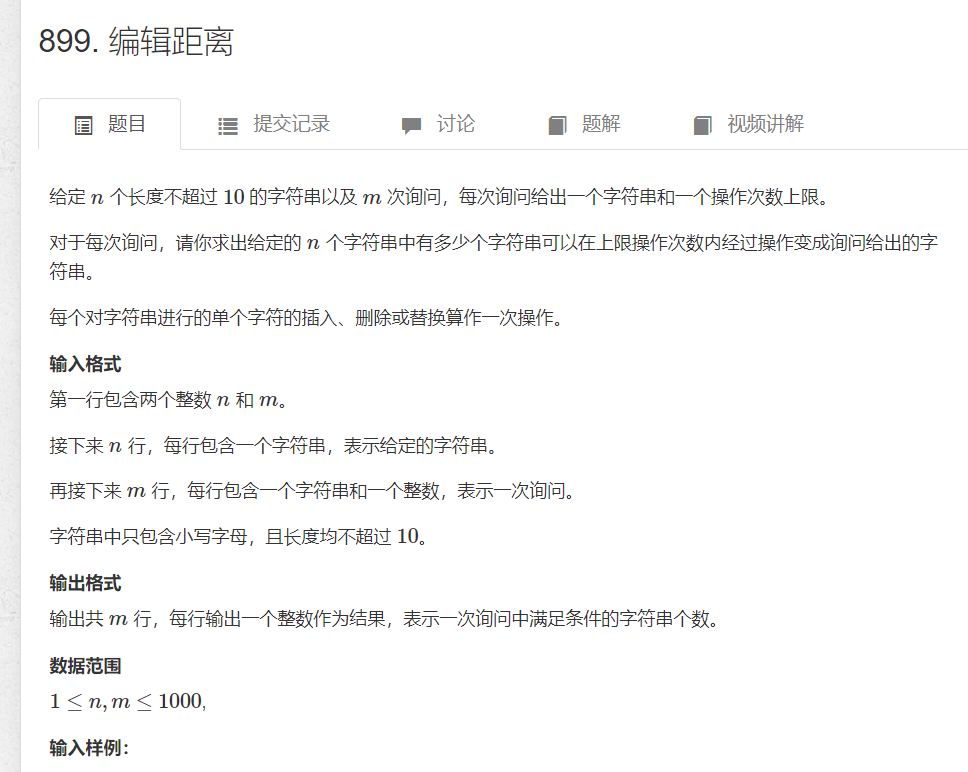 899. 编辑距离
题目 提交记录 讨论 题解 视频讲解
给定 n 个长度不超过 10 的字符串以及 m 次询问，每次询问给出一个字符串和一个操作次数上限。
对于每次询问，请你求出给定的 n 个字符串中有多少个字符串可以在上限操作次数内经过操作变成询问给出的字
符串。
每个对字符串进行的单个字符的插入、删除或替换算作一次操作。
输入格式
第一行包含两个整数 n 和 m。
接下来 n 行，每行包含一个字符串，表示给定的字符串。
再接下来 m 行，每行包含一个字符串和一个整数，表示一次询问。
字符串中只包含小写字母，且长度均不超过 10。
输出格式
输出共 m 行，每行输出一个整数作为结果，表示一次询问中满足条件的字符串个数。
数据范围
1 ≤ n, m ≤ 1000,
输入样例：